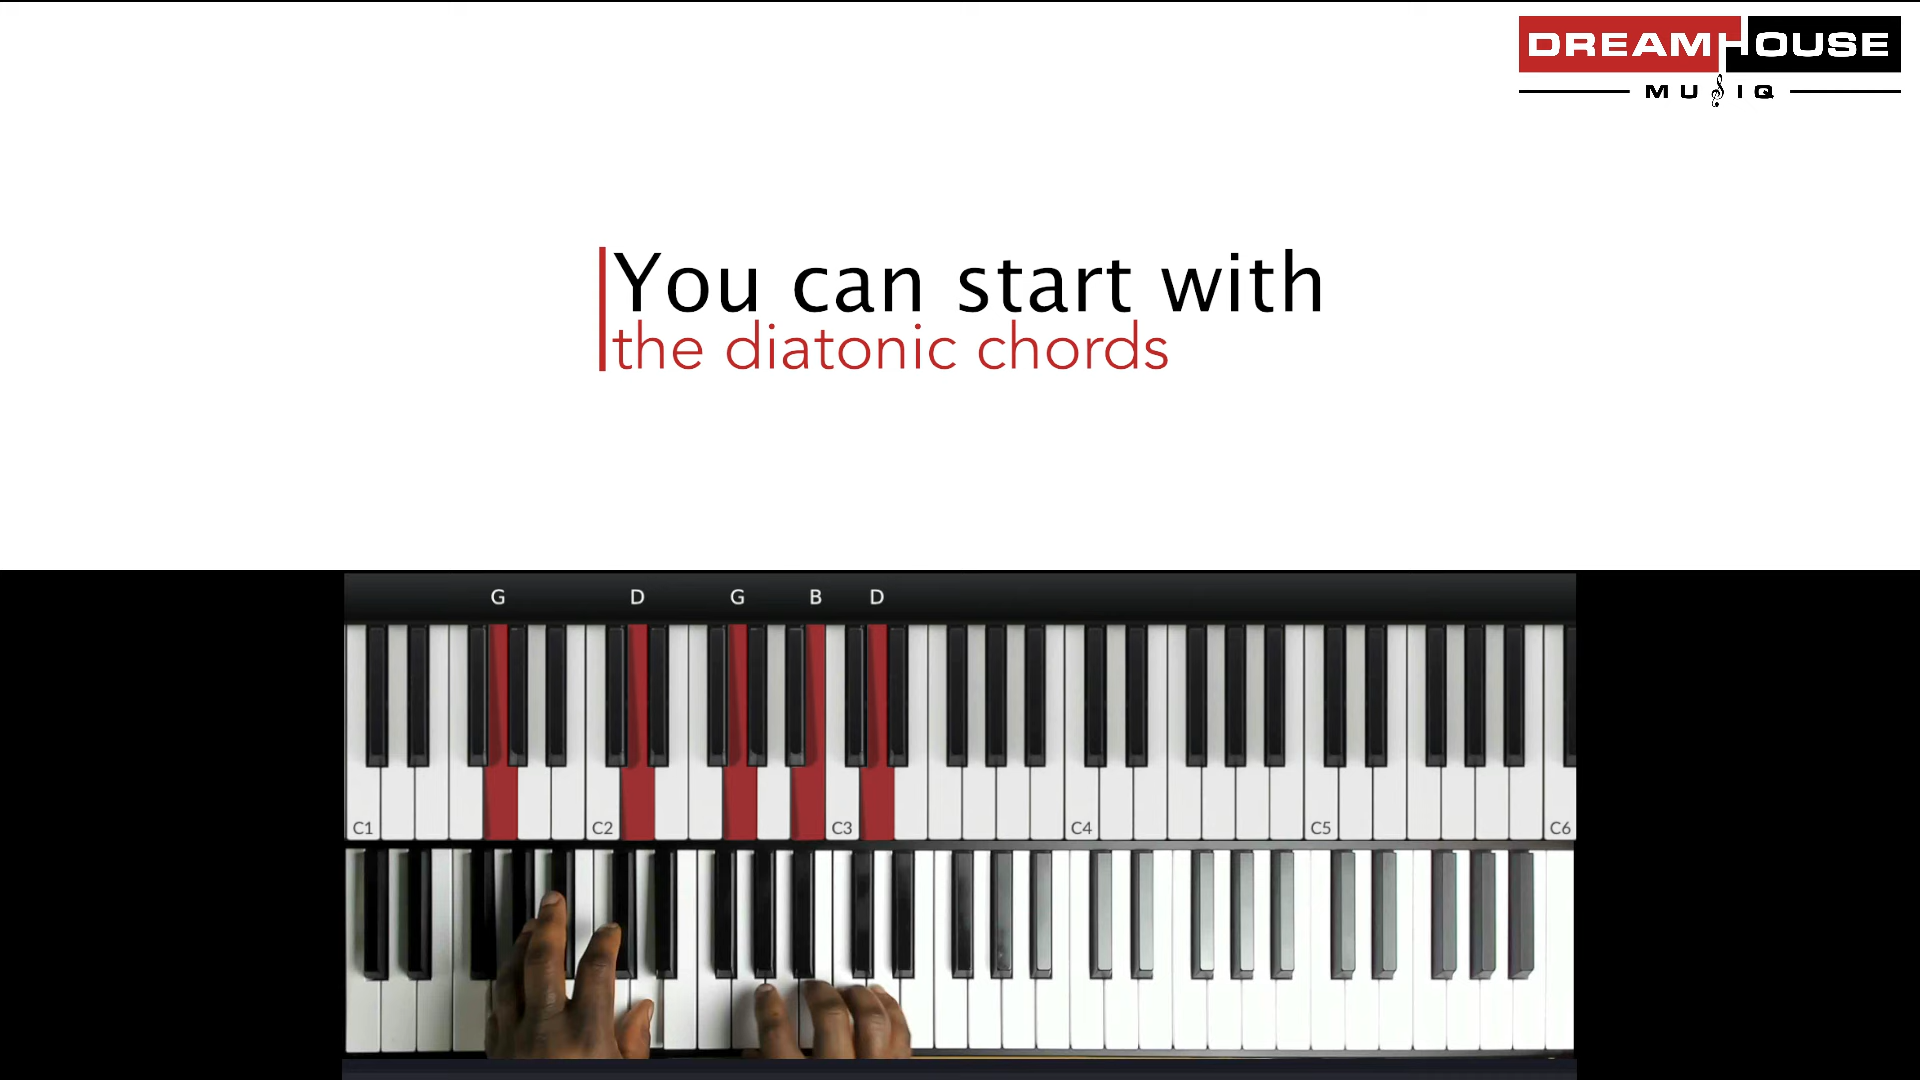 DREAMHOUSE
MUSIQ
You can start with
the diatonic chords
G D G B D
C1 C2 C3 C4 C5 C6